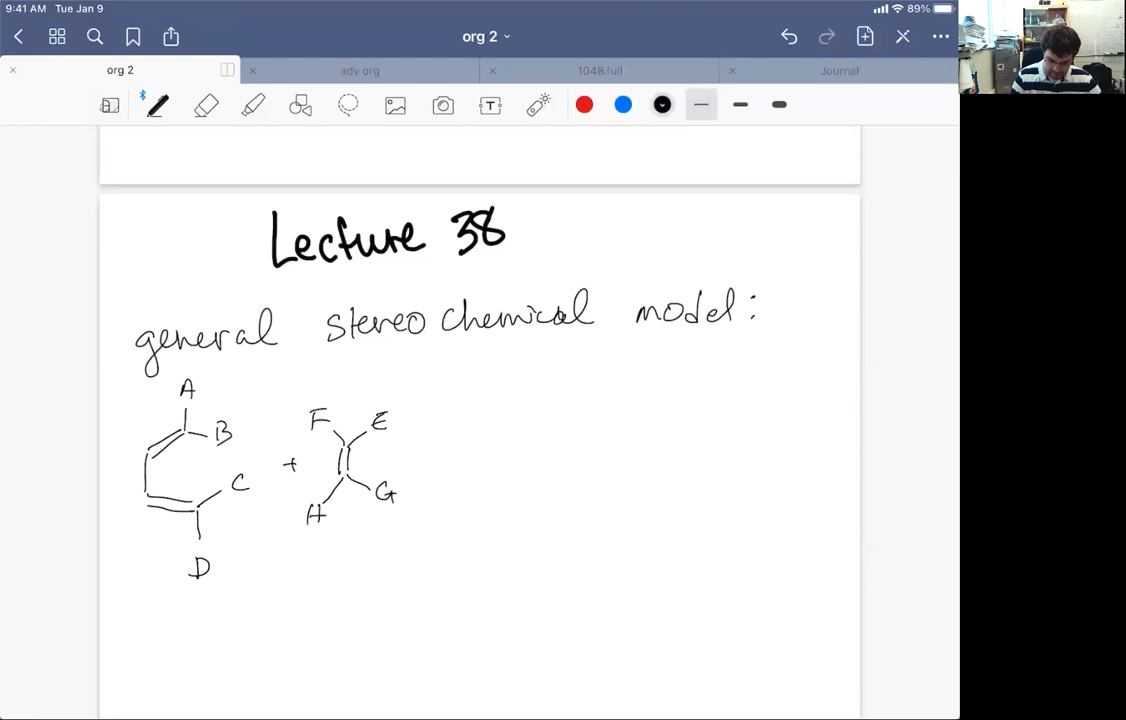 9:41 AM Tue Jan 9
89%
org 2
org 2
adv org
1048.full
Journal
T
Lecture 38
general stereochemical model:
A
F E
B
+
C
G
H
D